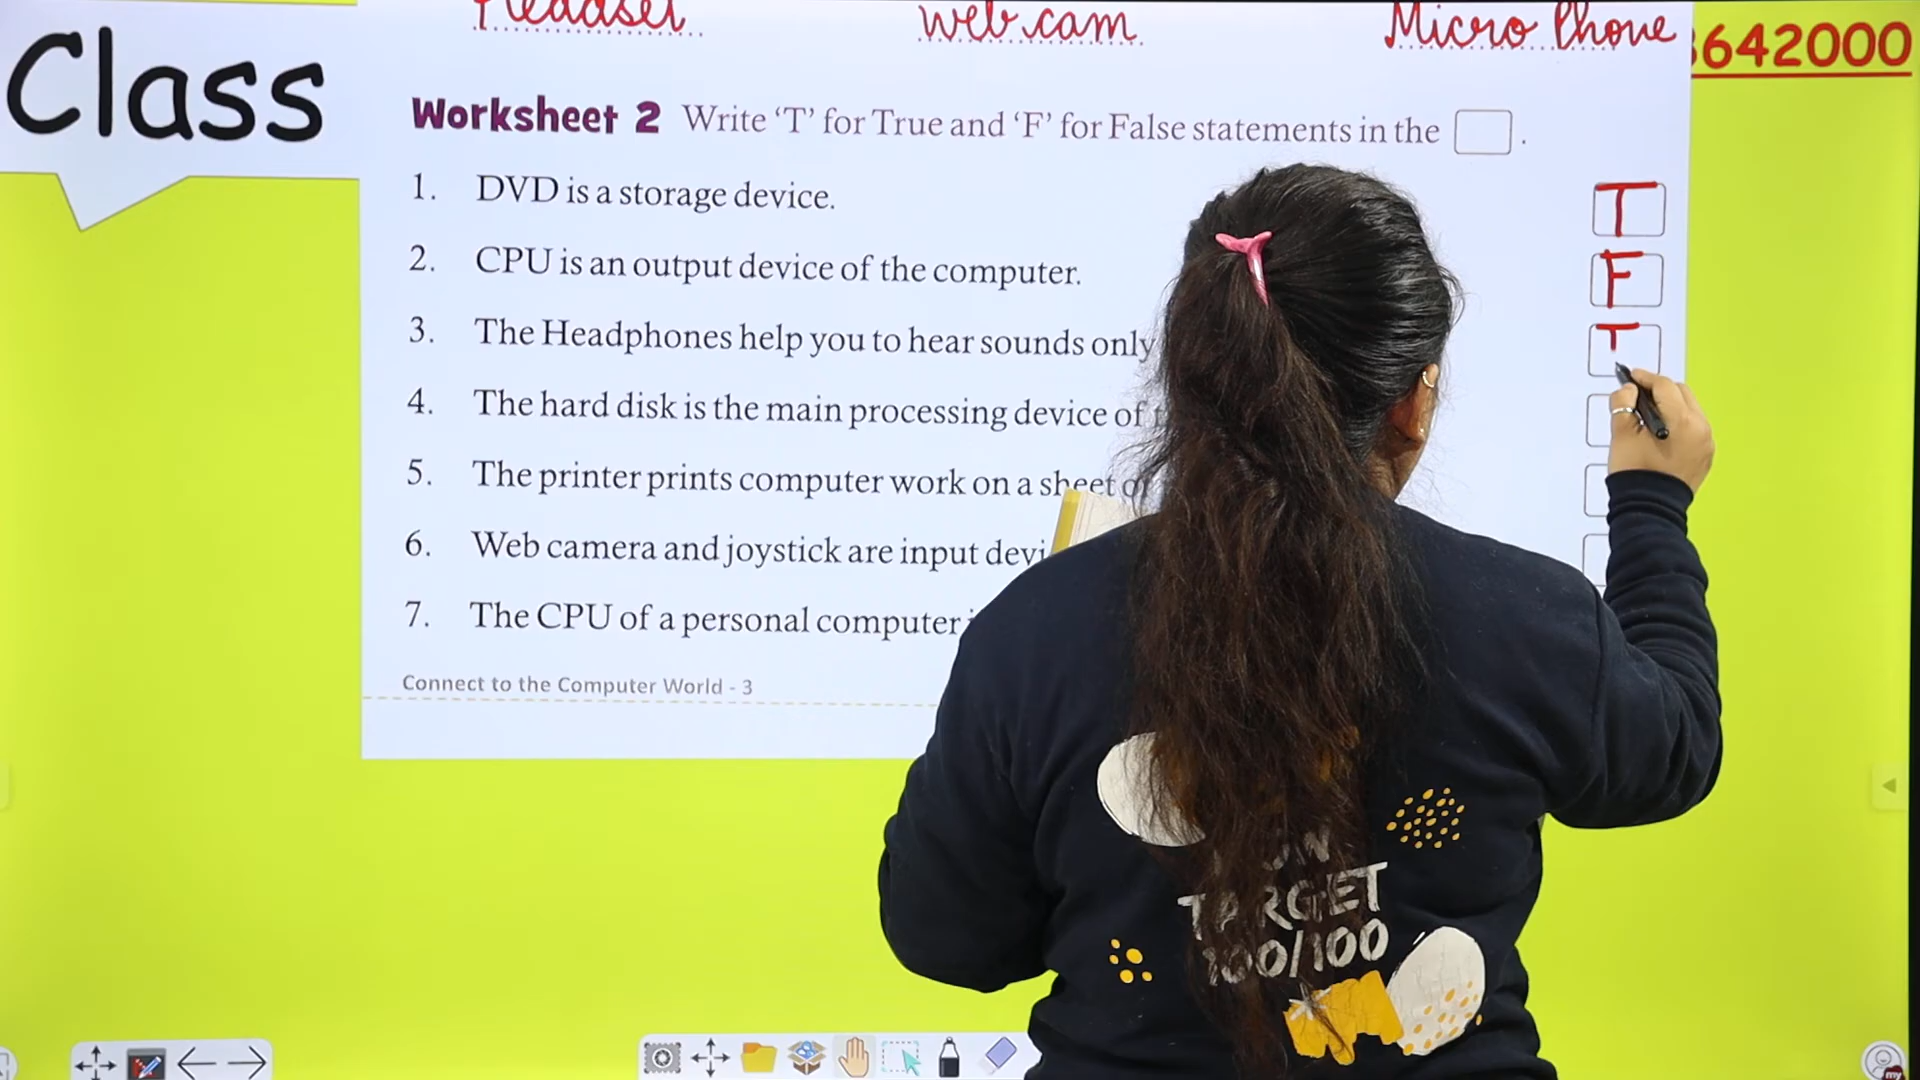 Class
Headset
Web cam
Micro Phone
642000
Worksheet 2 Write ‘T’ for True and ‘F’ for False statements in the .
1. DVD is a storage device. T
2. CPU is an output device of the computer. F
3. The Headphones help you to hear sounds only T
4. The hard disk is the main processing device of
5. The printer prints computer work on a sheet of
6. Web camera and joystick are input
7. The CPU of a personal computer
Connect to the Computer World - 3
TARGET
100/100
my